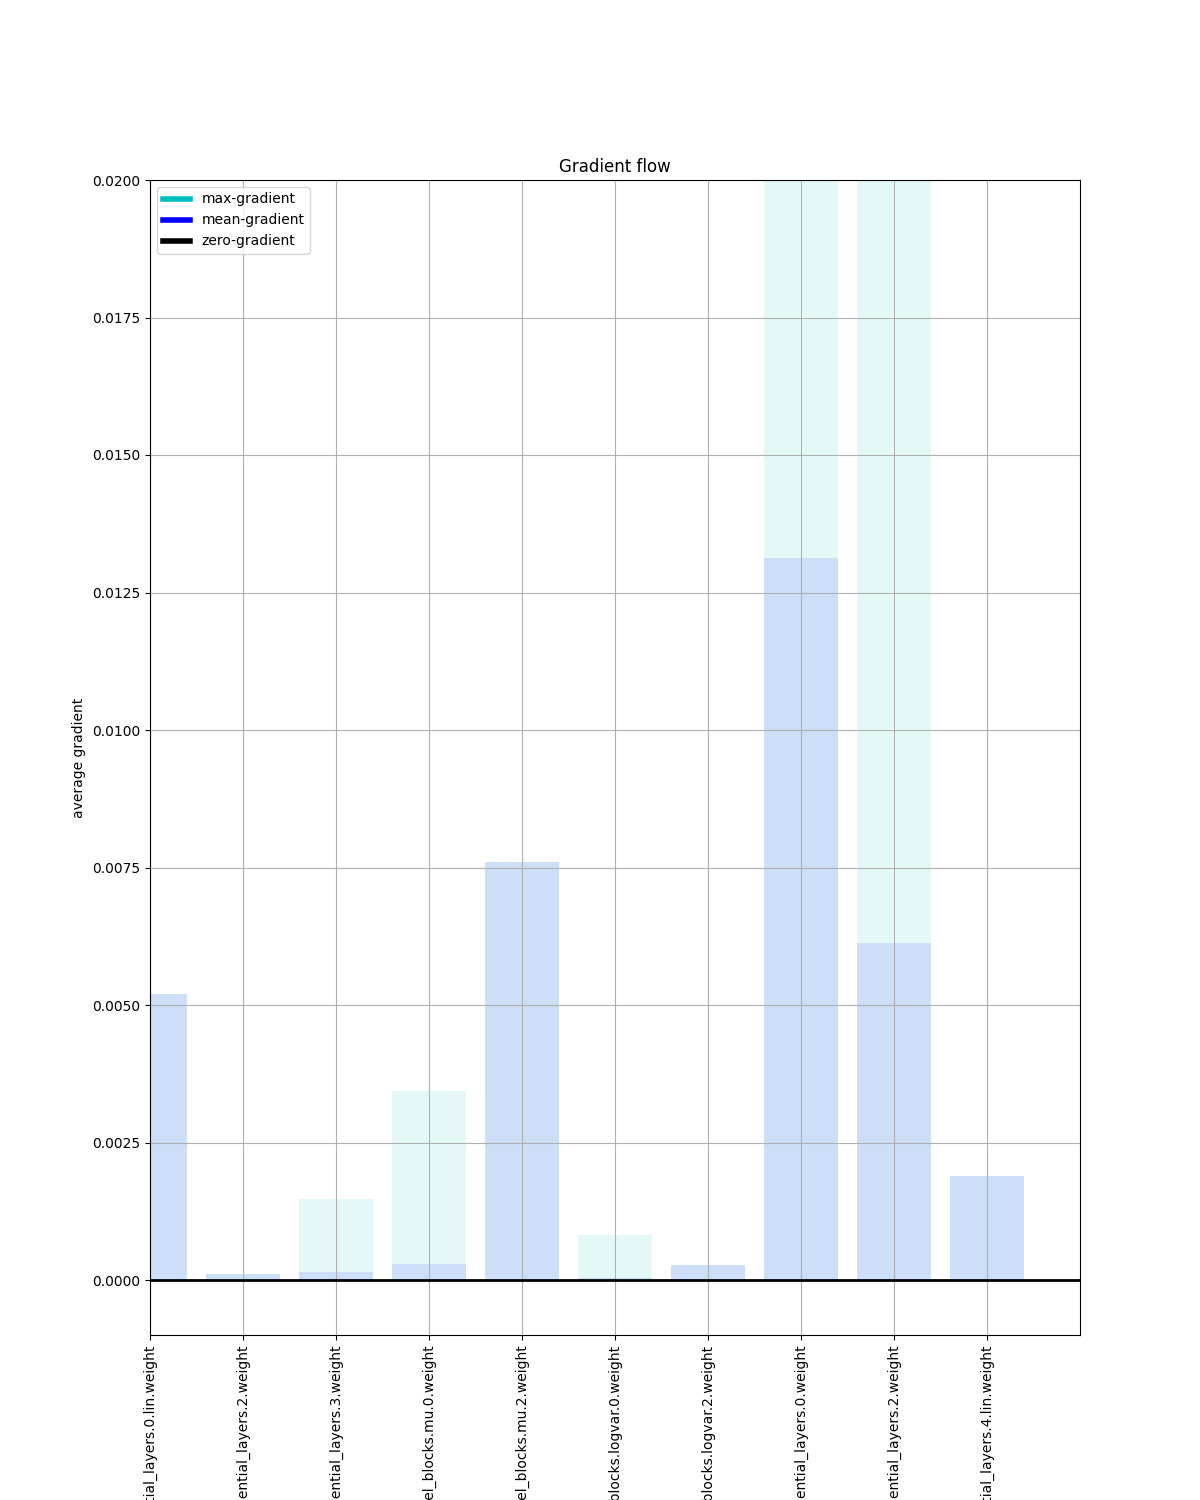 Gradient flow
max-gradient
mean-gradient
zero-gradient
0.0200
0.0175
0.0150
0.0125
0.0100
0.0075
0.0050
0.0025
0.0000
average gradient
tial_layers.0.lin.weight
ential_layers.2.weight
ential_layers.3.weight
el_blocks.mu.0.weight
el_blocks.mu.2.weight
blocks.logvar.0.weight
blocks.logvar.2.weight
ential_layers.0.weight
ential_layers.2.weight
tial_layers.4.lin.weight